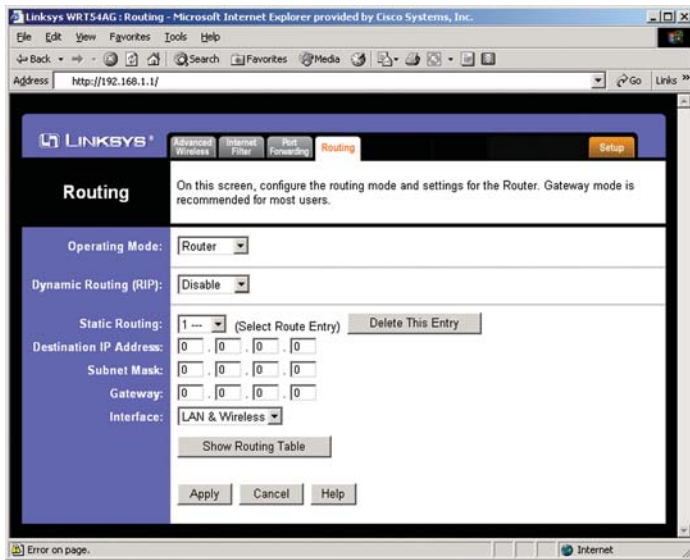 Linksys WRT54AG : Routing - Microsoft Internet Explorer provided by Cisco Systems, Inc.
File Edit View Favorites Tools Help
Back Search Favorites Media
Address http://192.168.1.1/ Go Links »
LINKSYS®
Advanced Wireless
Internet Filter
Port Forwarding
Routing
Setup
Routing
On this screen, configure the routing mode and settings for the Router. Gateway mode is
recommended for most users.
Operating Mode: Router
Dynamic Routing (RIP): Disable
Static Routing: 1 --- (Select Route Entry) Delete This Entry
Destination IP Address: 0 . 0 . 0 . 0
Subnet Mask: 0 . 0 . 0 . 0
Gateway: 0 . 0 . 0 . 0
Interface: LAN & Wireless
Show Routing Table
Apply Cancel Help
Error on page. Internet